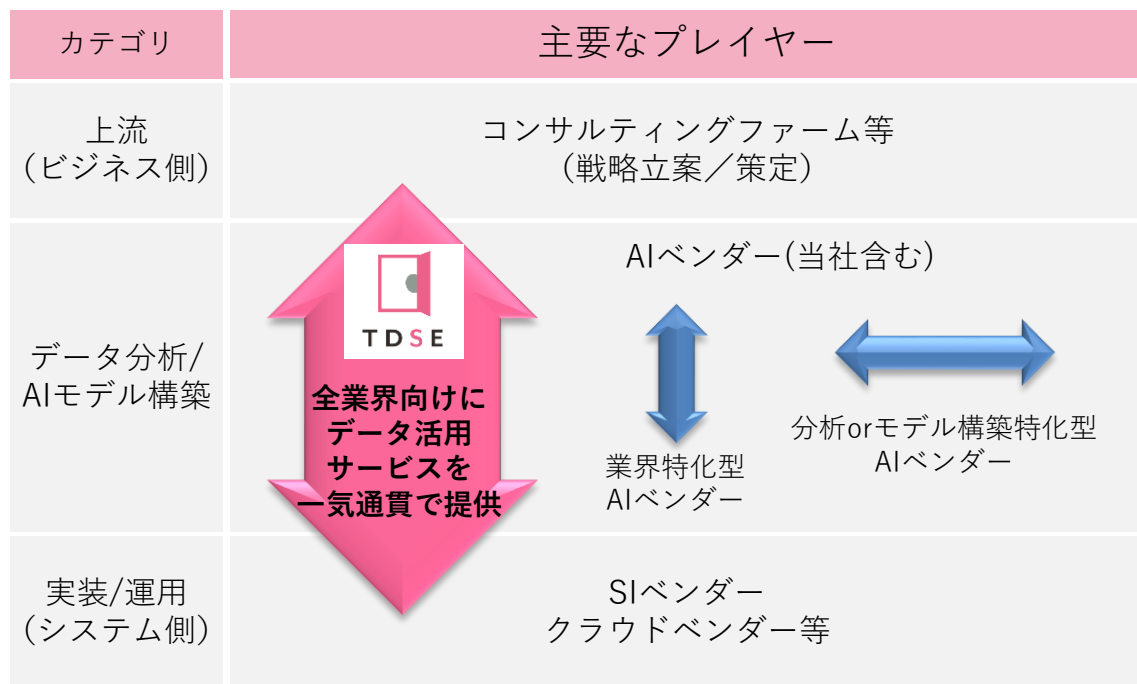 カテゴリ
主要なプレイヤー
上流
(ビジネス側)
コンサルティングファーム等
(戦略立案／策定)
データ分析/
AIモデル構築
TDSE
全業界向けに
データ活用
サービスを
一気通貫で提供
AIベンダー(当社含む)
業界特化型
AIベンダー
分析orモデル構築特化型
AIベンダー
実装/運用
(システム側)
SIベンダー
クラウドベンダー等